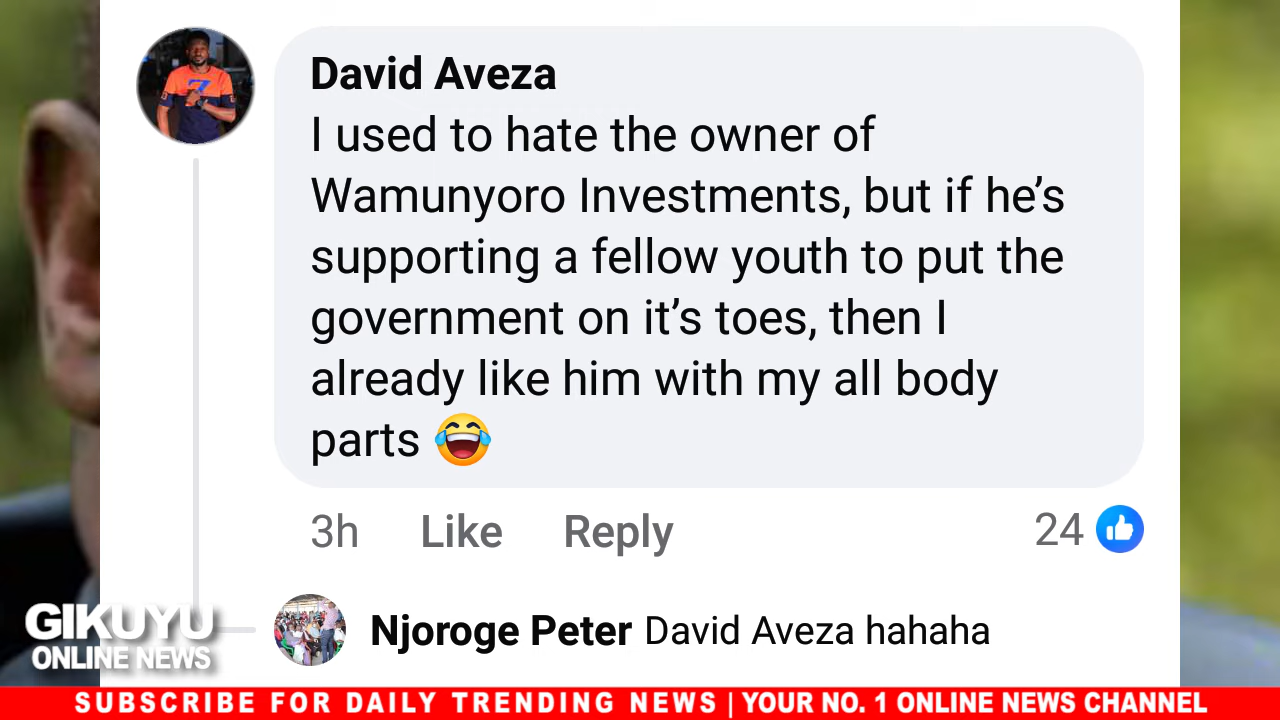 David Aveza
I used to hate the owner of
Wamunyoro Investments, but if he’s
supporting a fellow youth to put the
government on it’s toes, then I
already like him with my all body
parts 😂
3h Like Reply 24
Njoroge Peter David Aveza hahaha
GIKUYU
ONLINE NEWS
SUBSCRIBE FOR DAILY TRENDING NEWS | YOUR NO. 1 ONLINE NEWS CHANNEL